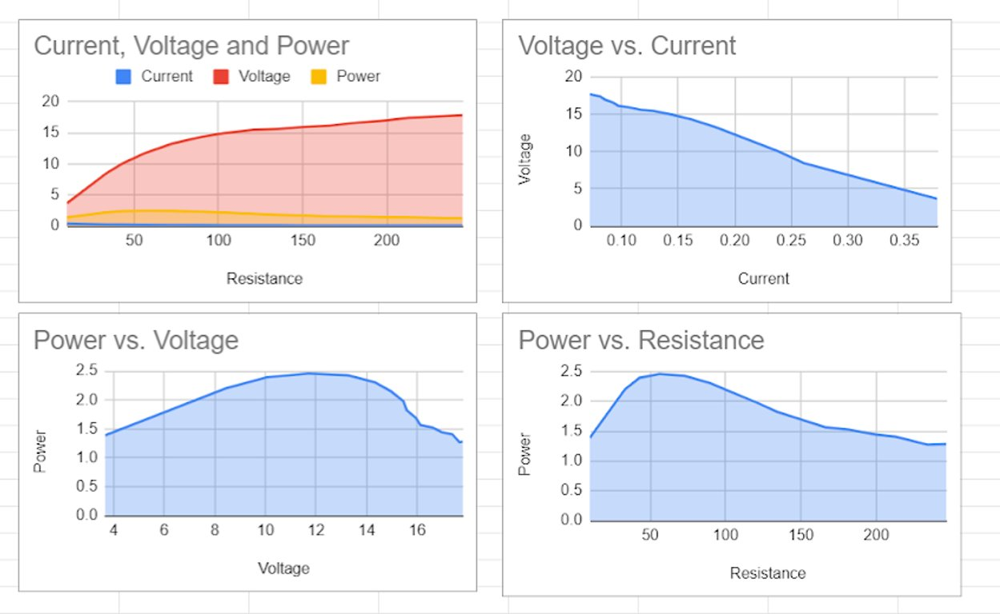 Current, Voltage and Power
Current Voltage Power
20
15
10
5
0
50 100 150 200
Resistance
Voltage vs. Current
20
15
10
5
0
Voltage
0.10 0.15 0.20 0.25 0.30 0.35
Current
Power vs. Voltage
2.5
2.0
1.5
1.0
0.5
0.0
Power
4 6 8 10 12 14 16
Voltage
Power vs. Resistance
2.5
2.0
1.5
1.0
0.5
0.0
Power
50 100 150 200
Resistance